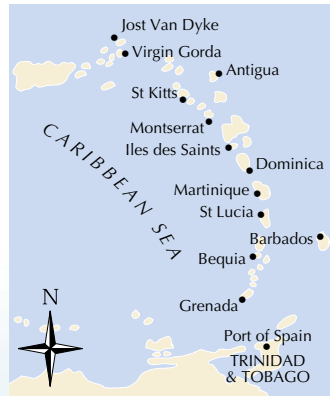 Jost Van Dyke
Virgin Gorda
Antigua
St Kitts
Montserrat
Iles des Saints
CARIBBEAN SEA
Dominica
Martinique
St Lucia
Barbados
Bequia
N
Grenada
Port of Spain
TRINIDAD
& TOBAGO